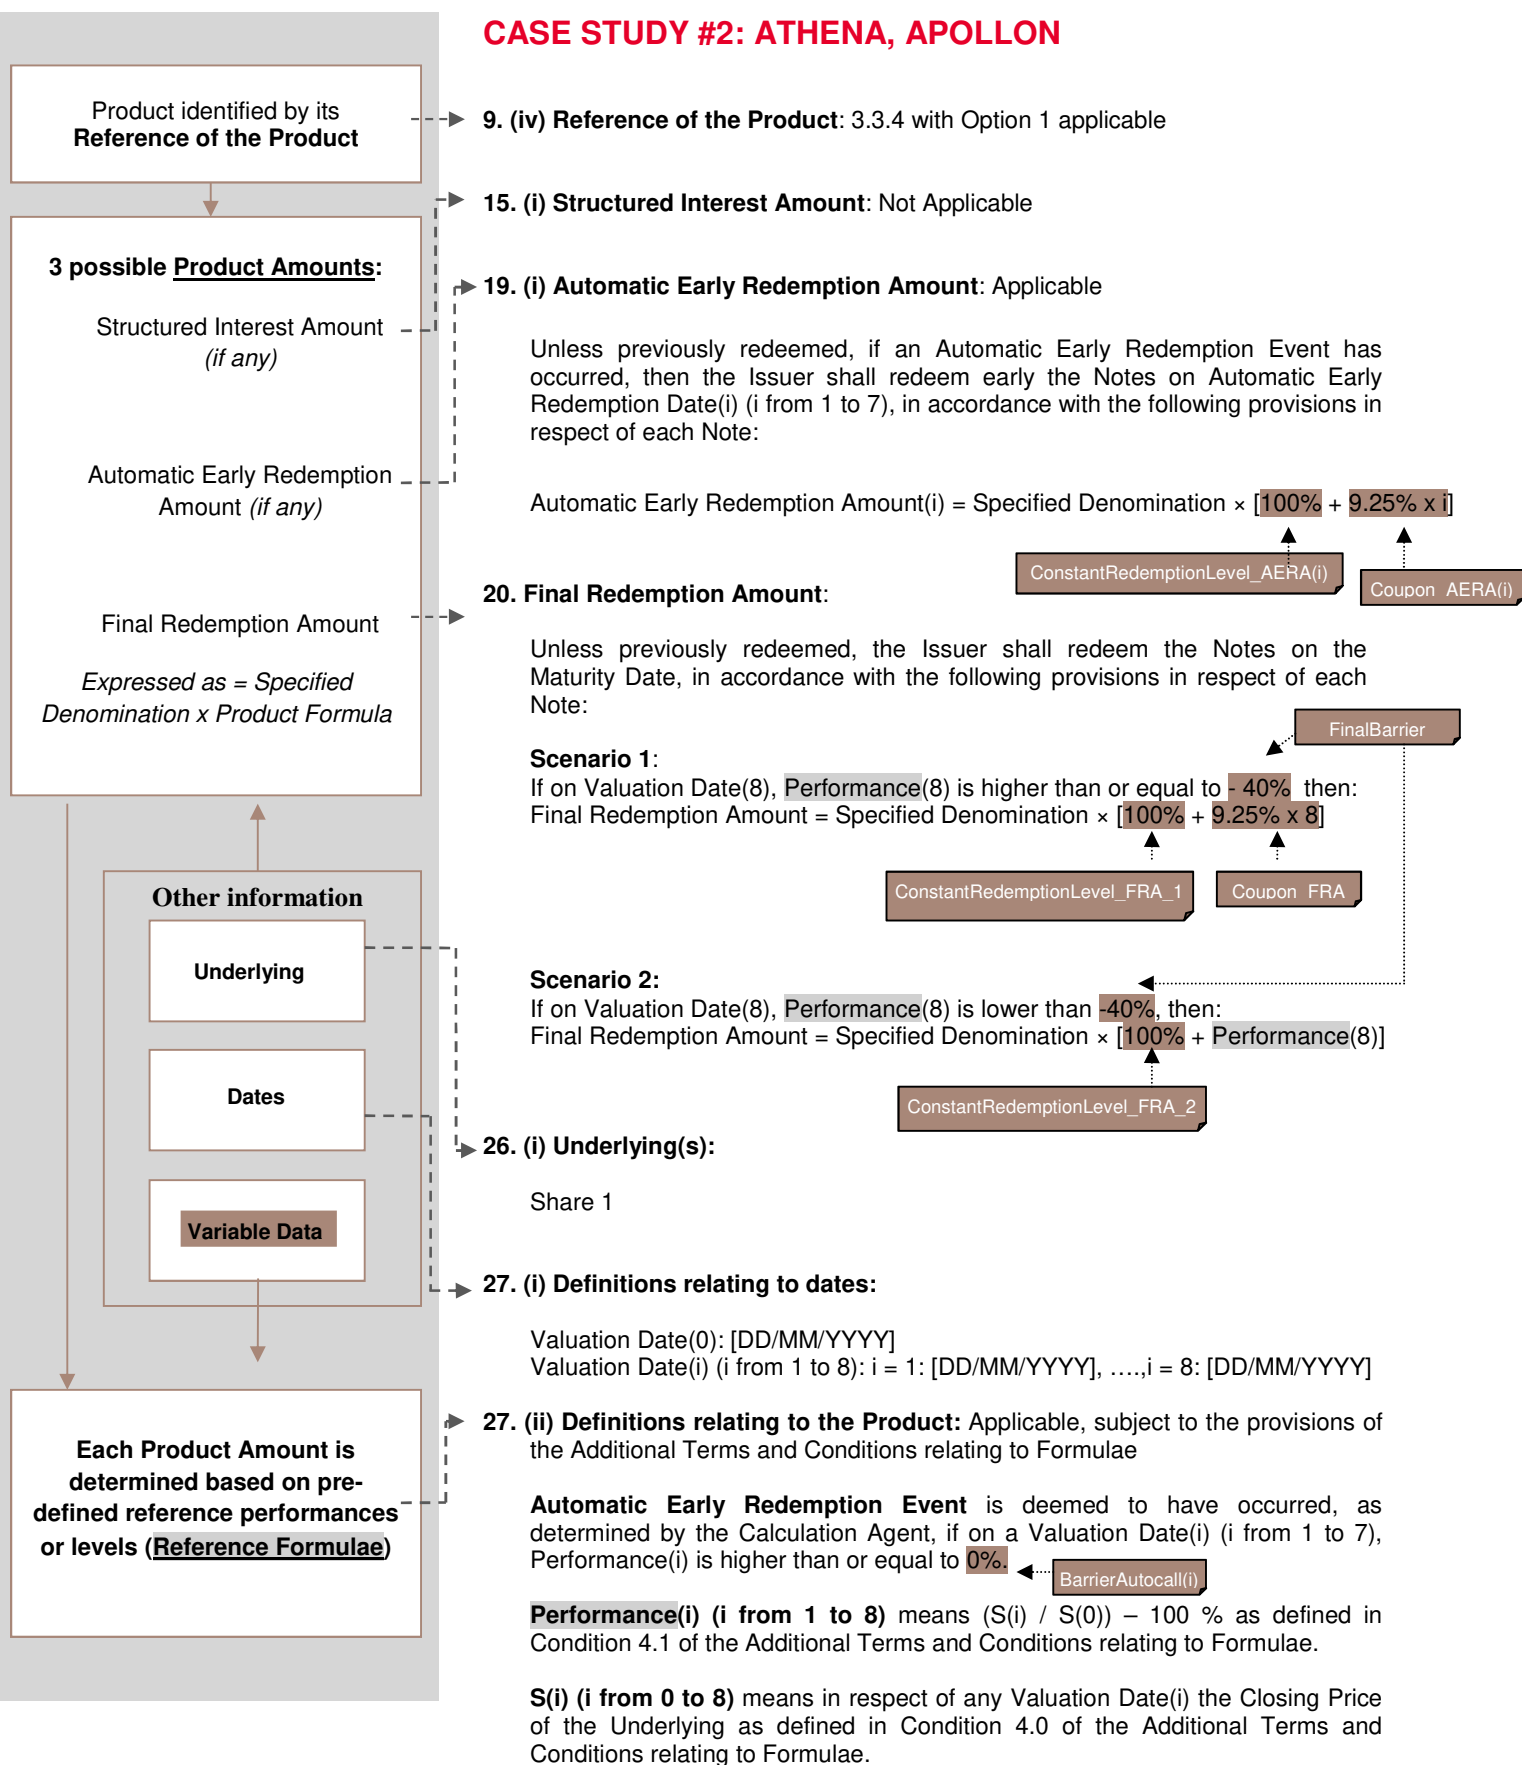 CASE STUDY #2: ATHENA, APOLLON
Product identified by its
Reference of the Product
3 possible Product Amounts:
Structured Interest Amount
(if any)
Automatic Early Redemption
Amount (if any)
Final Redemption Amount
Expressed as = Specified
Denomination x Product Formula
Other information
Underlying
Dates
Variable Data
Each Product Amount is
determined based on pre-
defined reference performances
or levels (Reference Formulae)
9. (iv) Reference of the Product: 3.3.4 with Option 1 applicable
15. (i) Structured Interest Amount: Not Applicable
19. (i) Automatic Early Redemption Amount: Applicable
Unless previously redeemed, if an Automatic Early Redemption Event has
occurred, then the Issuer shall redeem early the Notes on Automatic Early
Redemption Date(i) (i from 1 to 7), in accordance with the following provisions in
respect of each Note:
Automatic Early Redemption Amount(i) = Specified Denomination × [100% + 9.25% x i]
ConstantRedemptionLevel_AERA(i)
Coupon_AERA(i)
20. Final Redemption Amount:
Unless previously redeemed, the Issuer shall redeem the Notes on the
Maturity Date, in accordance with the following provisions in respect of each
Note:
FinalBarrier
Scenario 1:
If on Valuation Date(8), Performance(8) is higher than or equal to - 40% then:
Final Redemption Amount = Specified Denomination × [100% + 9.25% x 8]
ConstantRedemptionLevel_FRA_1
Coupon_FRA
Scenario 2:
If on Valuation Date(8), Performance(8) is lower than -40%, then:
Final Redemption Amount = Specified Denomination × [100% + Performance(8)]
ConstantRedemptionLevel_FRA_2
26. (i) Underlying(s):
Share 1
27. (i) Definitions relating to dates:
Valuation Date(0): [DD/MM/YYYY]
Valuation Date(i) (i from 1 to 8): i = 1: [DD/MM/YYYY], ….,i = 8: [DD/MM/YYYY]
27. (ii) Definitions relating to the Product: Applicable, subject to the provisions of
the Additional Terms and Conditions relating to Formulae
Automatic Early Redemption Event is deemed to have occurred, as
determined by the Calculation Agent, if on a Valuation Date(i) (i from 1 to 7),
Performance(i) is higher than or equal to 0%.
BarrierAutocall(i)
Performance(i) (i from 1 to 8) means (S(i) / S(0)) – 100 % as defined in
Condition 4.1 of the Additional Terms and Conditions relating to Formulae.
S(i) (i from 0 to 8) means in respect of any Valuation Date(i) the Closing Price
of the Underlying as defined in Condition 4.0 of the Additional Terms and
Conditions relating to Formulae.